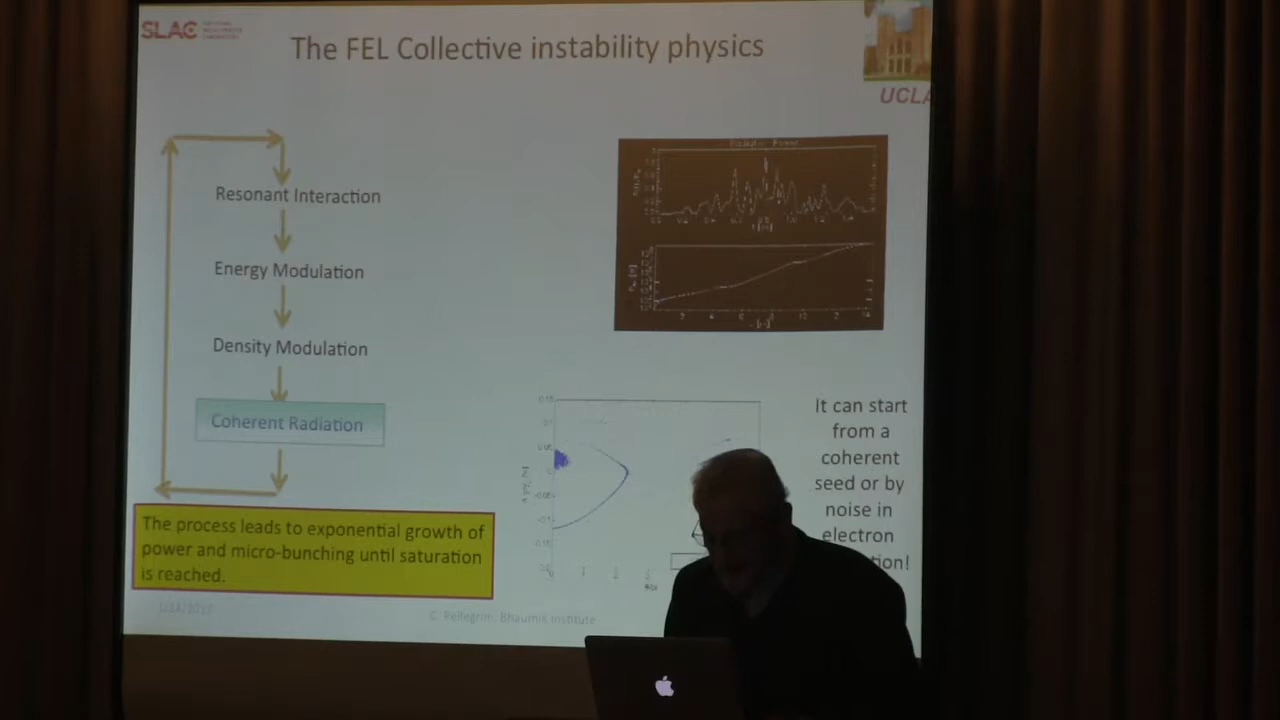 SLAC
The FEL Collective instability physics
UCLA
Resonant Interaction
Energy Modulation
Density Modulation
Coherent Radiation
The process leads to exponential growth of
power and micro-bunching until saturation
is reached.
It can start
from a
coherent
seed or by
noise in
electron
C. Pellegrini, Bhaumik Institute